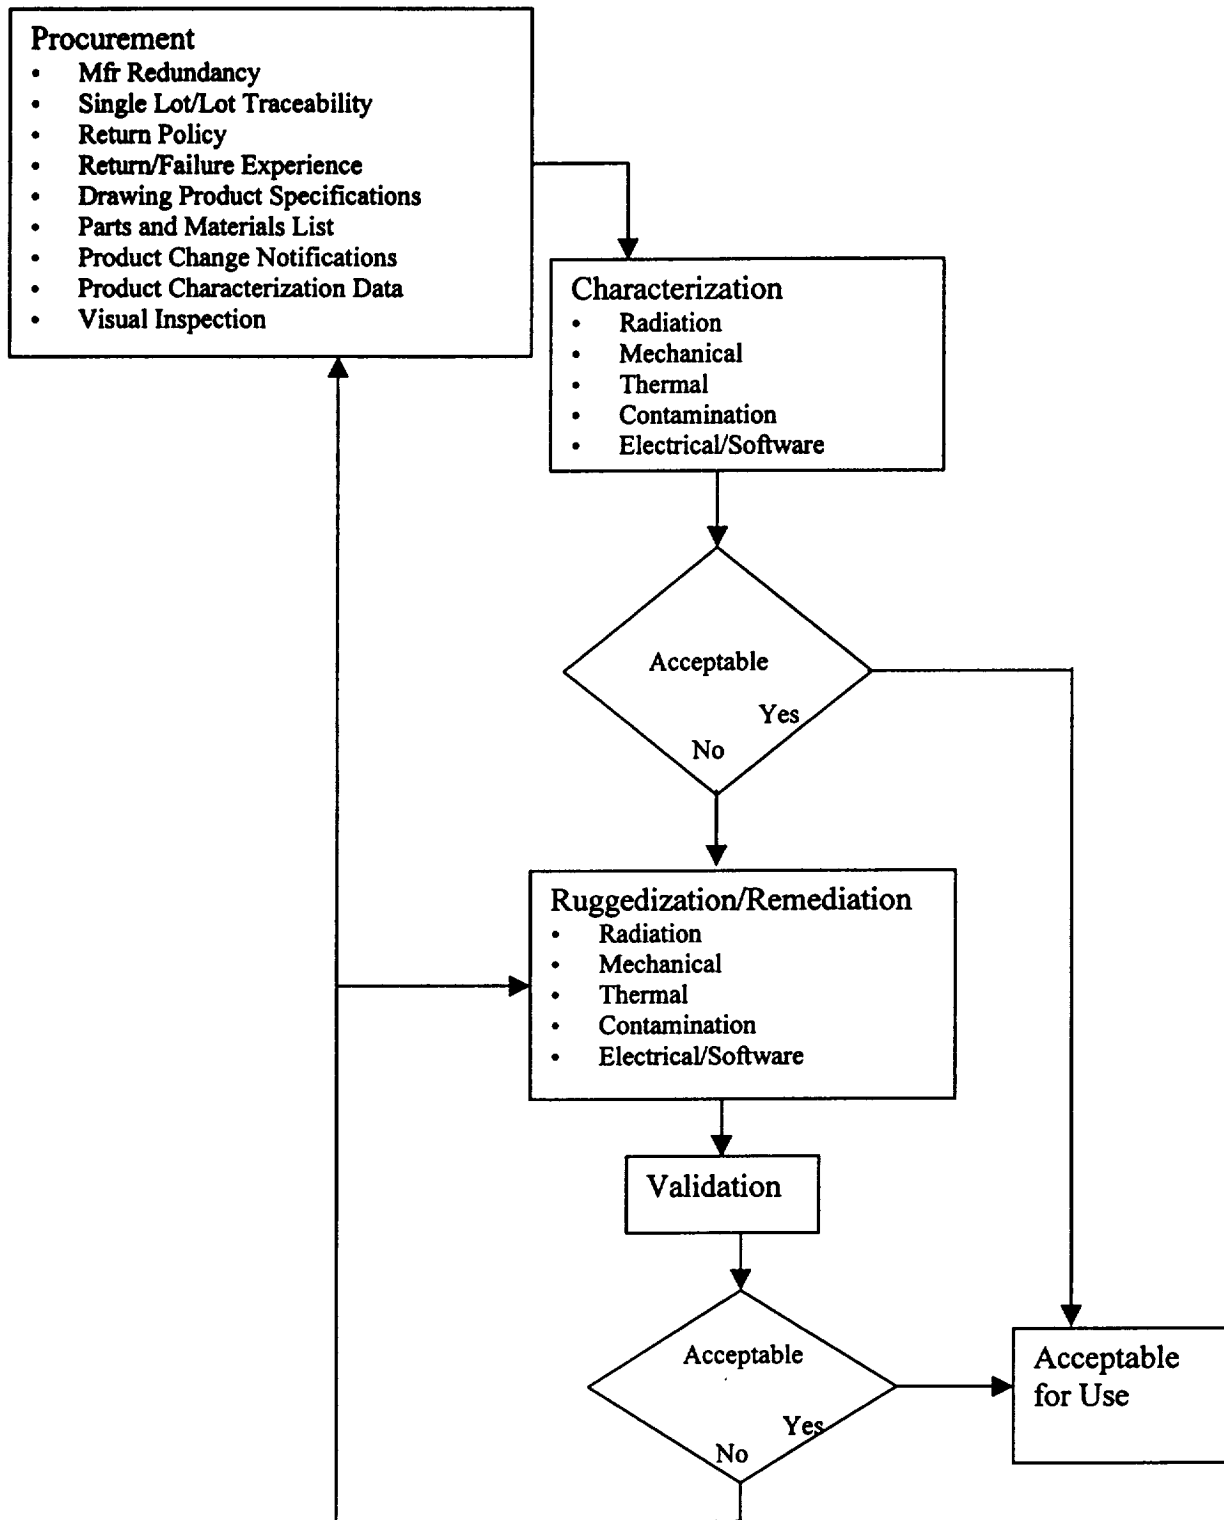 Procurement
• Mfr Redundancy
• Single Lot/Lot Traceability
• Return Policy
• Return/Failure Experience
• Drawing Product Specifications
• Parts and Materials List
• Product Change Notifications
• Product Characterization Data
• Visual Inspection
Characterization
• Radiation
• Mechanical
• Thermal
• Contamination
• Electrical/Software
Acceptable
Yes
No
Ruggedization/Remediation
• Radiation
• Mechanical
• Thermal
• Contamination
• Electrical/Software
Validation
Acceptable
Yes
No
Acceptable
for Use